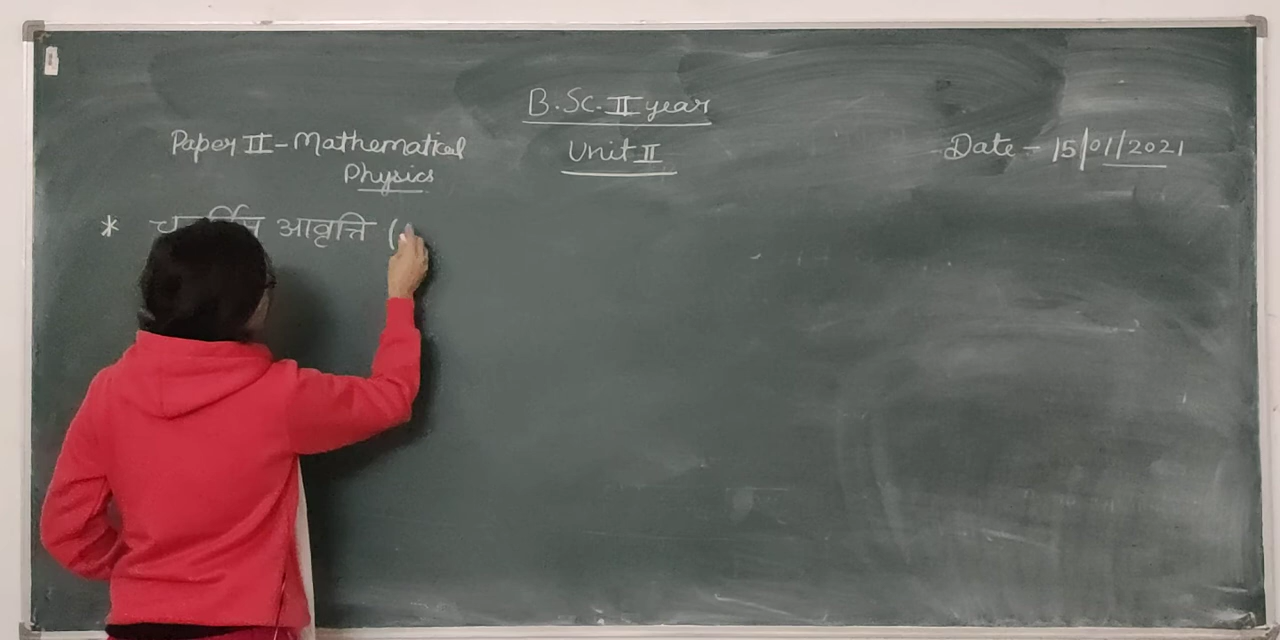 B.Sc. II year
Paper II - Mathematical
Physics
Unit II
Date - 15/01/2021
* आवृत्ति (